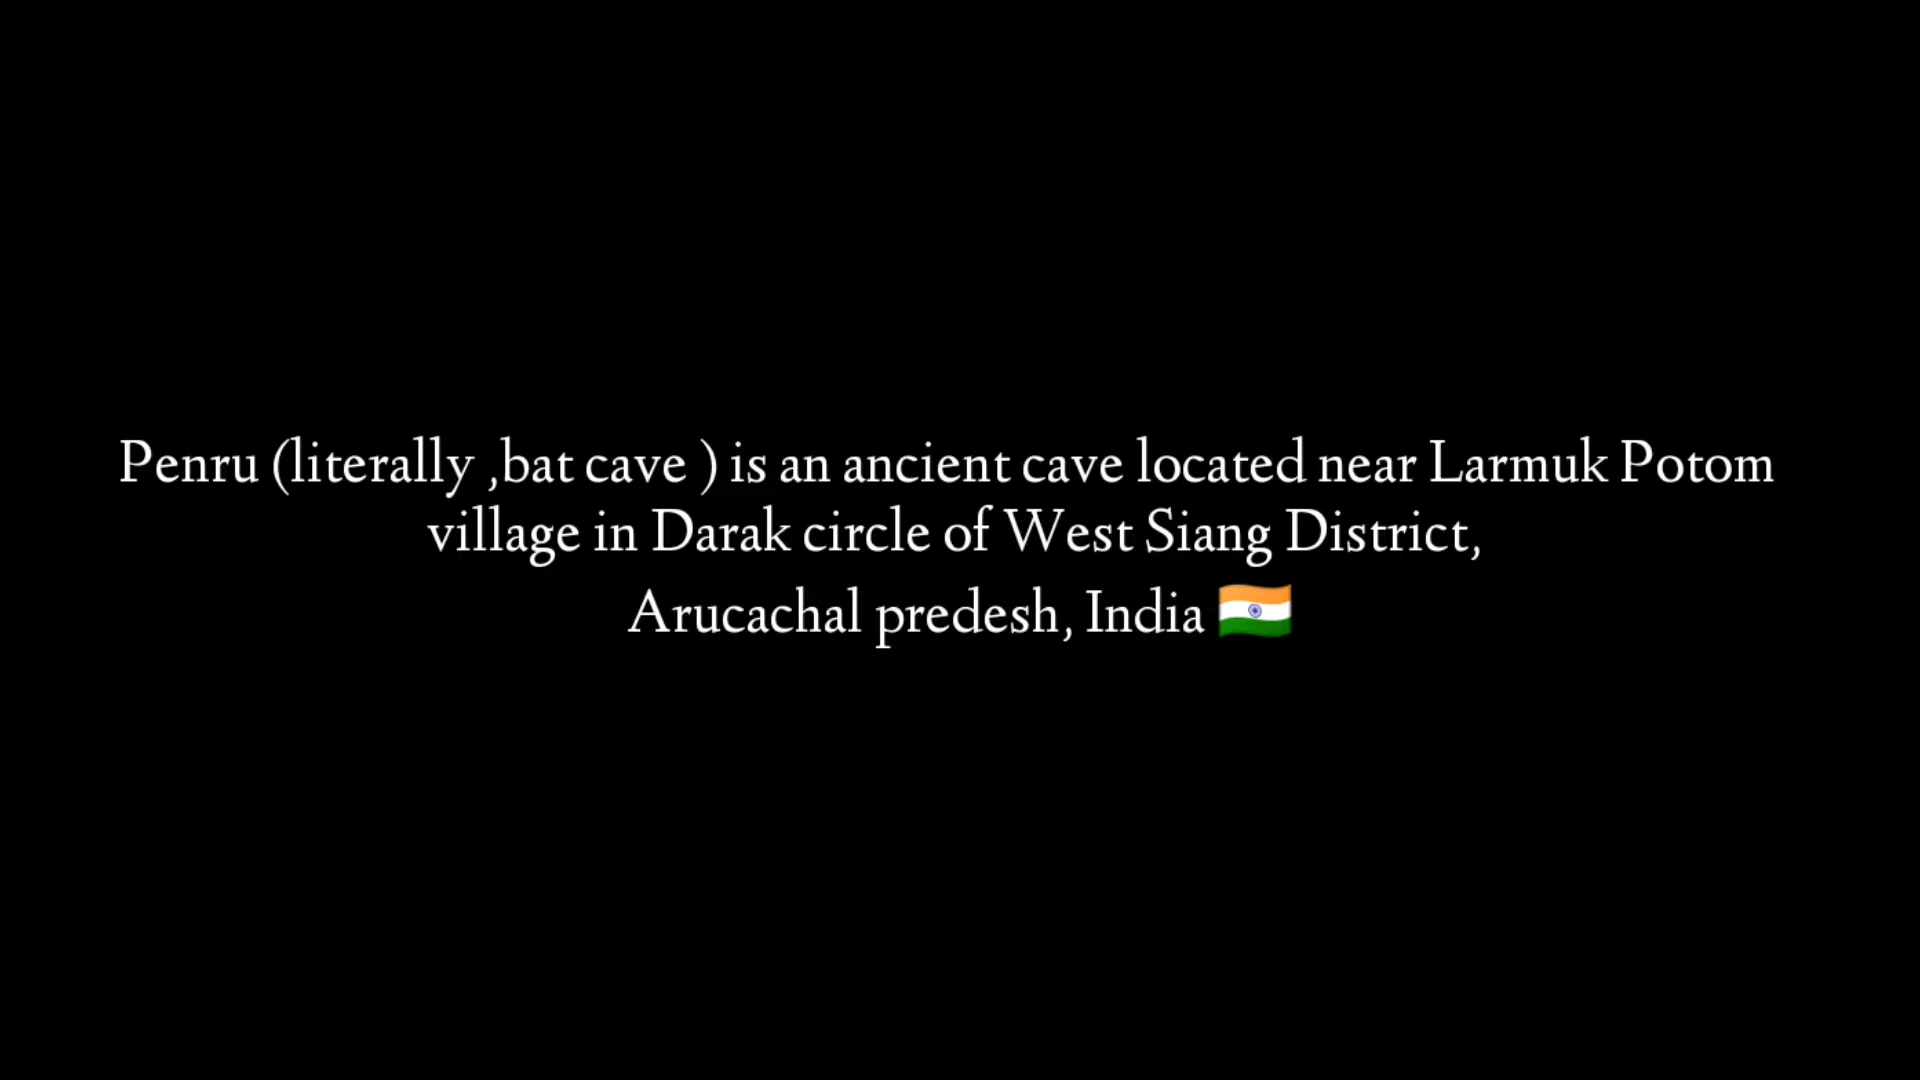 Penru (literally ,bat cave ) is an ancient cave located near Larmuk Potom
village in Darak circle of West Siang District,
Arucachal predesh, India 🇮🇳